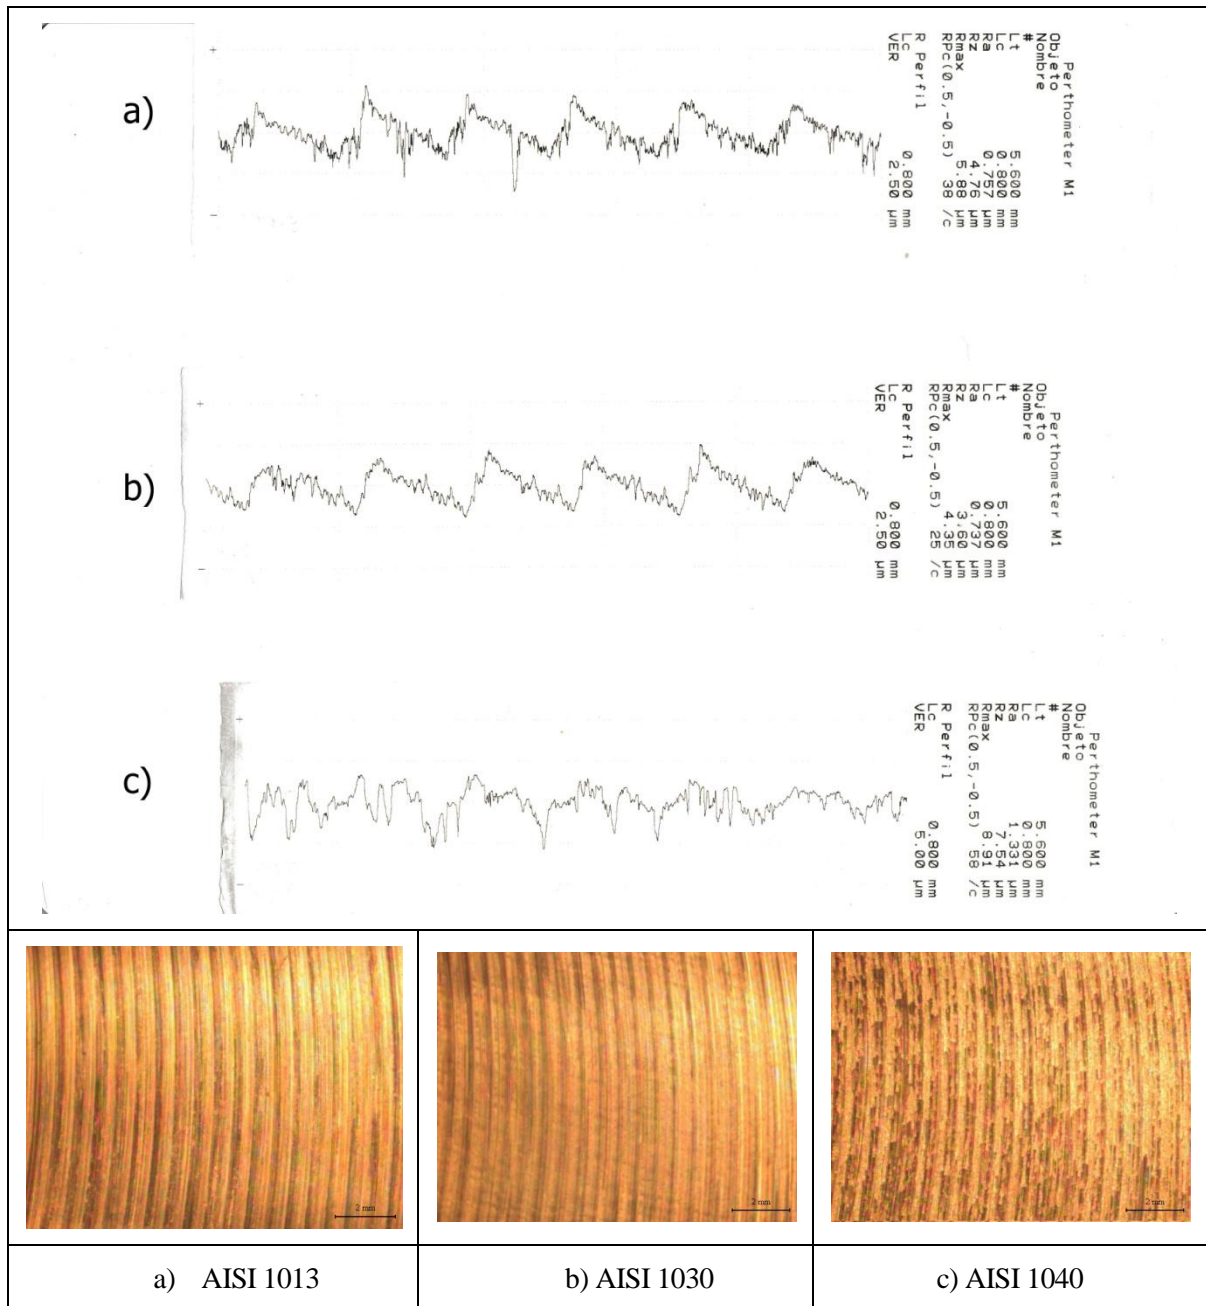 a)
Perthometer M1
Objeto
Nombre
#
Lt 5.600 mm
Lc 0.800 mm
Ra 0.757 µm
Rz 4.76 µm
Rmax 5.88 µm
RPc(0.5,-0.5) 38 /c
R Perfil
Lc 0.800 mm
VER 2.50 µm
b)
Perthometer M1
Objeto
Nombre
#
Lt 5.600 mm
Lc 0.800 mm
Ra 0.737 µm
Rz 3.60 µm
Rmax 4.35 µm
RPc(0.5,-0.5) 25 /c
R Perfil
Lc 0.800 mm
VER 2.50 µm
c)
Perthometer M1
Objeto
Nombre
#
Lt 5.600 mm
Lc 0.800 mm
Ra 1.331 µm
Rz 7.54 µm
Rmax 8.91 µm
RPc(0.5,-0.5) 58 /c
R Perfil
Lc 0.800 mm
VER 5.00 µm
2 mm
2 mm
2 mm
a) AISI 1013
b) AISI 1030
c) AISI 1040